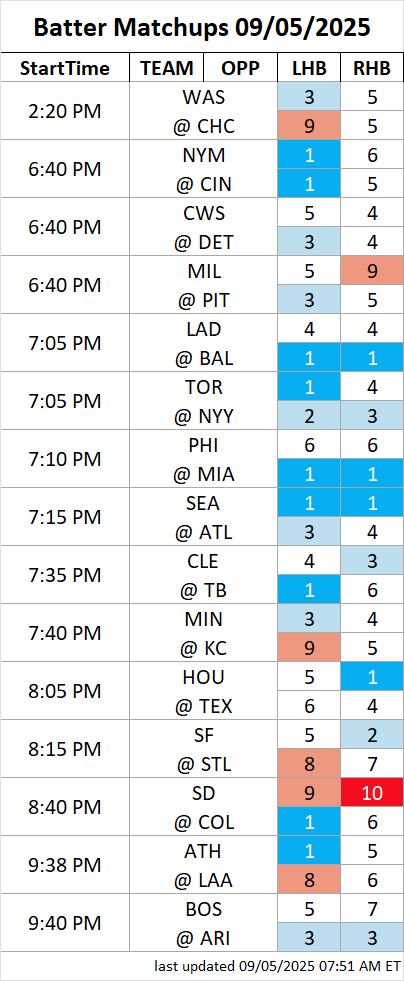 Batter Matchups 09/05/2025
StartTime TEAM OPP LHB RHB
2:20 PM
WAS 3 5
@ CHC 9 5
6:40 PM
NYM 1 6
@ CIN 1 5
6:40 PM
CWS 5 4
@ DET 3 4
6:40 PM
MIL 5 9
@ PIT 3 5
7:05 PM
LAD 4 4
@ BAL 1 1
7:05 PM
TOR 1 4
@ NYY 2 3
7:10 PM
PHI 6 6
@ MIA 1 1
7:15 PM
SEA 1 1
@ ATL 3 4
7:35 PM
CLE 4 3
@ TB 1 6
7:40 PM
MIN 3 4
@ KC 9 5
8:05 PM
HOU 5 1
@ TEX 6 4
8:15 PM
SF 5 2
@ STL 8 7
8:40 PM
SD 9 10
@ COL 1 6
9:38 PM
ATH 1 5
@ LAA 8 6
9:40 PM
BOS 5 7
@ ARI 3 3
last updated 09/05/2025 07:51 AM ET